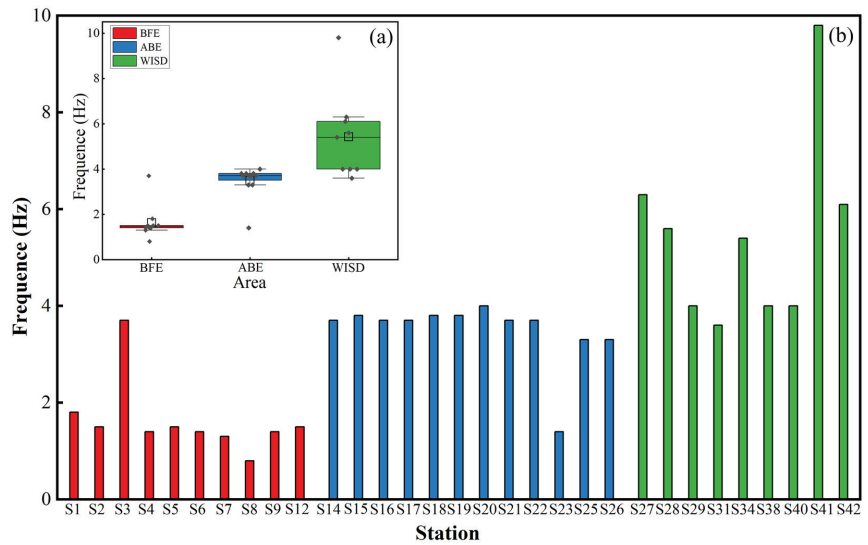 (a)
(b)
BFE
ABE
WISD
Frequence (Hz)
10
8
6
4
2
0
BFE ABE WISD
Area
Frequence (Hz)
10
8
6
4
2
0
S1 S2 S3 S4 S5 S6 S7 S8 S9 S12 S14 S15 S16 S17 S18 S19 S20 S21 S22 S23 S25 S26 S27 S28 S29 S31 S34 S38 S40 S41 S42
Station